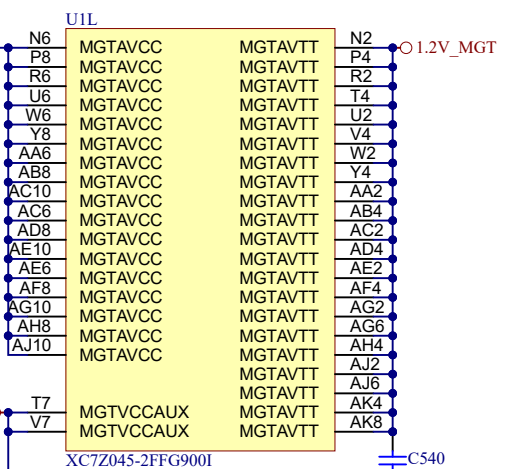 U1L
N6 MGTAVCC MGTAVTT N2 1.2V_MGT
P8 MGTAVCC MGTAVTT P4
R6 MGTAVCC MGTAVTT R2
U6 MGTAVCC MGTAVTT T4
W6 MGTAVCC MGTAVTT U2
Y8 MGTAVCC MGTAVTT V4
AA6 MGTAVCC MGTAVTT W2
AB8 MGTAVCC MGTAVTT Y4
AC10 MGTAVCC MGTAVTT AA2
AC6 MGTAVCC MGTAVTT AB4
AD8 MGTAVCC MGTAVTT AC2
AE10 MGTAVCC MGTAVTT AD4
AE6 MGTAVCC MGTAVTT AE2
AF8 MGTAVCC MGTAVTT AF4
AG10 MGTAVCC MGTAVTT AG2
AH8 MGTAVCC MGTAVTT AG6
AJ10 MGTAVCC MGTAVTT AH4
MGTAVTT AJ2
MGTAVTT AJ6
T7 MGTVCCAUX MGTAVTT AK4
V7 MGTVCCAUX MGTAVTT AK8
XC7Z045-2FFG900I C540